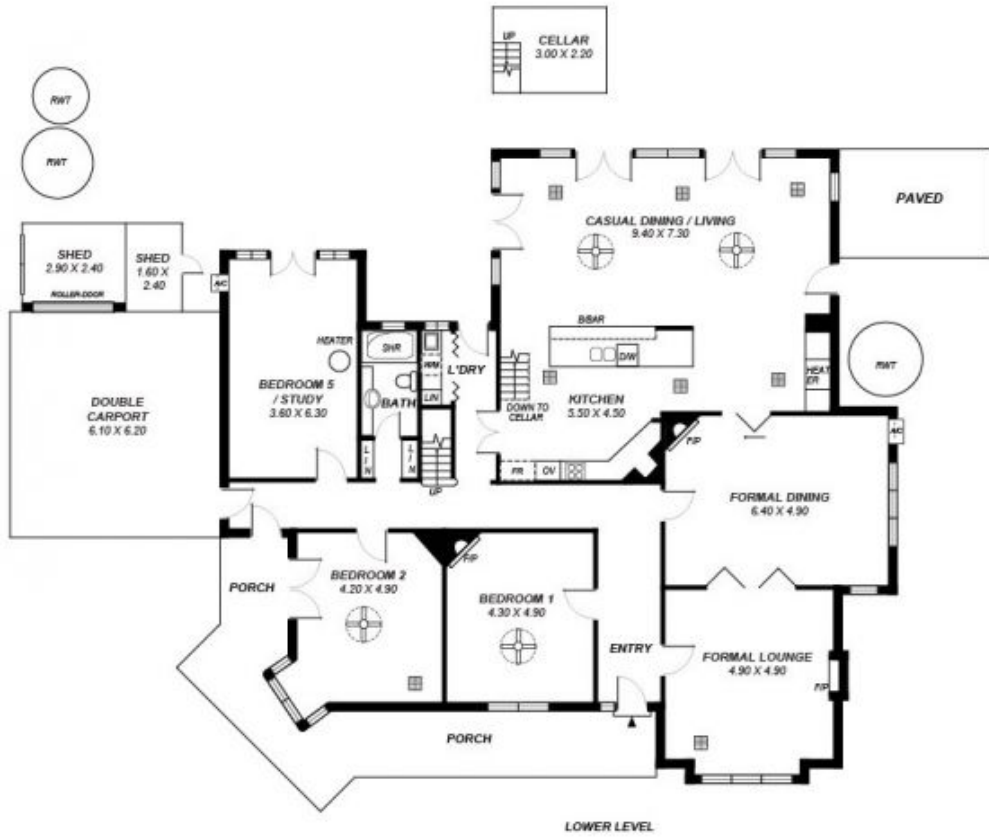 UP
CELLAR
3.00 X 2.20
RWT
RWT
PAVED
CASUAL DINING / LIVING
9.40 X 7.30
SHED
2.90 X 2.40
SHED
1.60 X
2.40
ROLLER-DOOR
A/C
HEATER
SHR
WM
LIN
L'DRY
B/BAR
D/W
RWT
HEAT
ER
BEDROOM 5
/ STUDY
3.60 X 6.30
BATH
DOWN TO
CELLAR
KITCHEN
5.50 X 4.50
DOUBLE
CARPORT
6.10 X 6.20
LIN
LIN
UP
FR
OV
F/P
A/C
FORMAL DINING
6.40 X 4.90
PORCH
BEDROOM 2
4.20 X 4.90
F/P
BEDROOM 1
4.30 X 4.90
ENTRY
FORMAL LOUNGE
4.90 X 4.90
F/P
PORCH
LOWER LEVEL